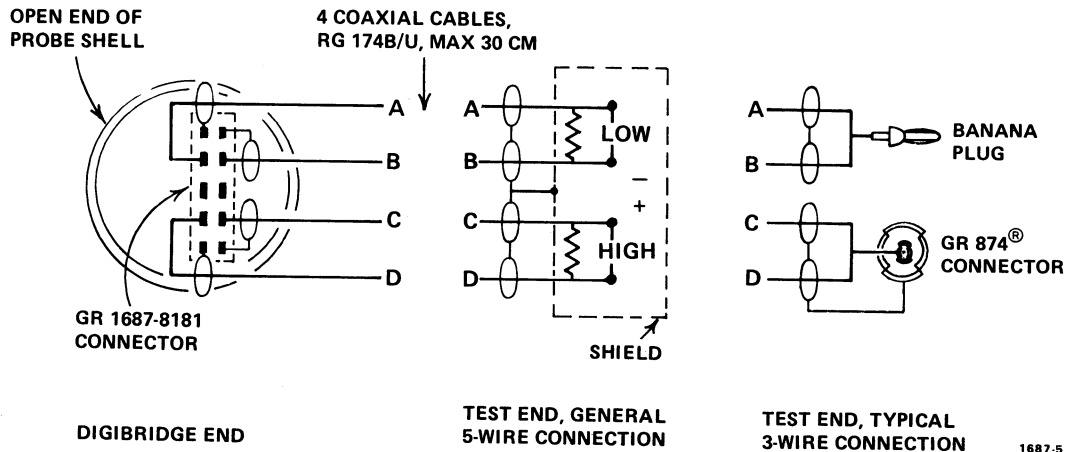 OPEN END OF
PROBE SHELL
4 COAXIAL CABLES,
RG 174B/U, MAX 30 CM
A
B
C
D
GR 1687-8181
CONNECTOR
DIGIBRIDGE END
A
B
C
D
LOW
–
+
HIGH
SHIELD
TEST END, GENERAL
5-WIRE CONNECTION
A
B
C
D
BANANA
PLUG
GR 874®
CONNECTOR
TEST END, TYPICAL
3-WIRE CONNECTION
1687-5